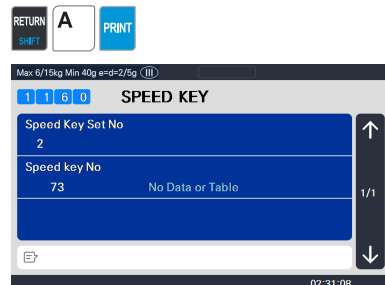 RETURN
SHIFT
A
PRINT
Max 6/15kg Min 40g e=d=2/5g III
1 1 6 0 SPEED KEY
Speed Key Set No
2
Speed key No
73 No Data or Table
1/1
02:31:08